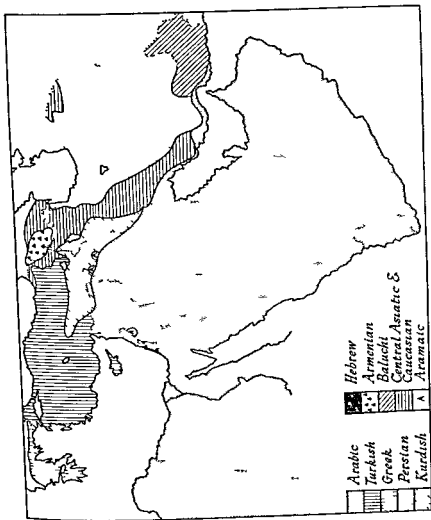 Arabic
Turkish
Greek
Persian
Kurdish
Hebrew
Armenian
Baluchi
Central Asiatic &
Caucasian
Aramaic
A